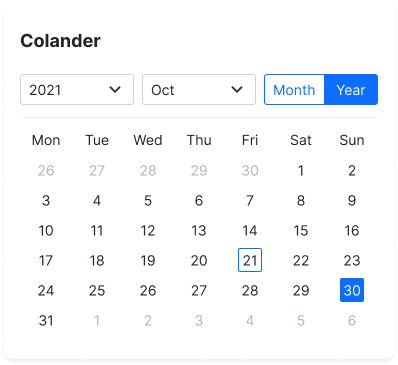 Colander
2021 Oct Month Year
Mon Tue Wed Thu Fri Sat Sun
26 27 28 29 30 1 2
3 4 5 6 7 8 9
10 11 12 13 14 15 16
17 18 19 20 21 22 23
24 25 26 27 28 29 30
31 1 2 3 4 5 6